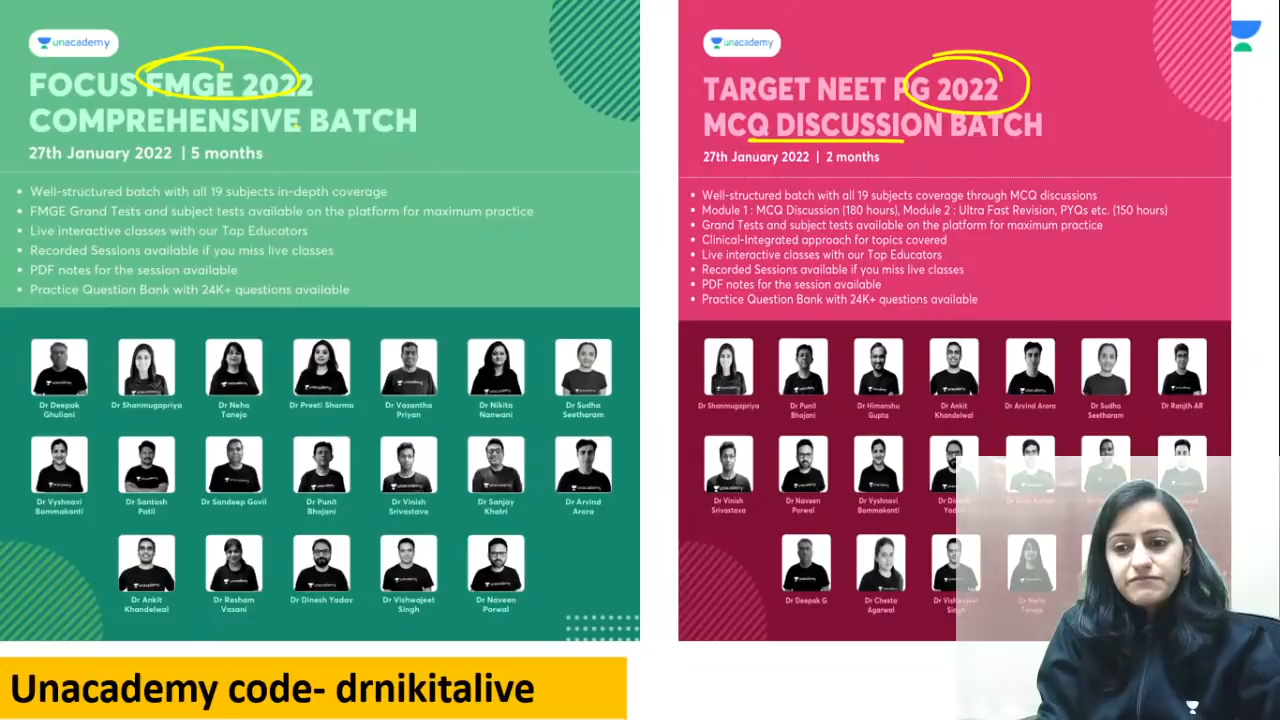 unacademy
FOCUS FMGE 2022
COMPREHENSIVE BATCH
27th January 2022 | 5 months
• Well-structured batch with all 19 subjects in-depth coverage
• FMGE Grand Tests and subject tests available on the platform for maximum practice
• Live interactive classes with our Top Educators
• Recorded Sessions available if you miss live classes
• PDF notes for the session available
• Practice Question Bank with 24K+ questions available
Dr Deepak Ghuliani
Dr Shanmugapriya
Dr Neha Taneja
Dr Preeti Sharma
Dr Vasantha Priyan
Dr Nikita Nanwani
Dr Sudha Seetharam
Dr Vyshnavi Bommakanti
Dr Santosh Patil
Dr Sandeep Govil
Dr Punit Bhojani
Dr Vinish Srivastava
Dr Sanjay Khatri
Dr Arvind Arora
Dr Ankit Khandelwal
Dr Resham Vasani
Dr Dinesh Yadav
Dr Vishwajeet Singh
Dr Naveen Porwal
Unacademy code- drnikitalive
unacademy
TARGET NEET PG 2022
MCQ DISCUSSION BATCH
27th January 2022 | 2 months
• Well-structured batch with all 19 subjects coverage through MCQ discussions
• Module 1 : MCQ Discussion (180 hours), Module 2 : Ultra Fast Revision, PYQs etc. (150 hours)
• Grand Tests and subject tests available on the platform for maximum practice
• Clinical-Integrated approach for topics covered
• Live interactive classes with our Top Educators
• Recorded Sessions available if you miss live classes
• PDF notes for the session available
• Practice Question Bank with 24K+ questions available
Dr Shanmugapriya
Dr Punit Bhojani
Dr Himanshu Gupta
Dr Ankit Khandelwal
Dr Arvind Arora
Dr Sudha Seetharam
Dr Ranjth AR
Dr Vinish Srivastava
Dr Naveen Porwal
Dr Vyshnavi Bommakanti
Dr Deepak G
Dr Chesta Agarwal
Dr Neha Taneja